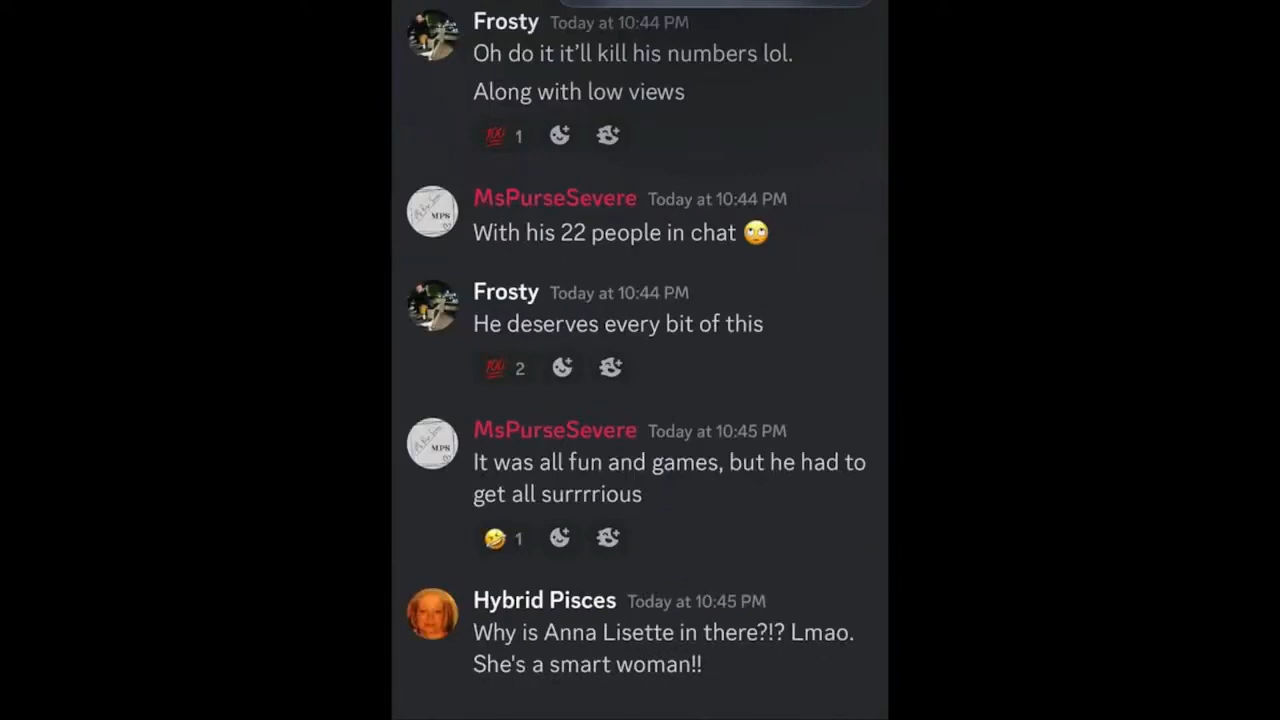 Frosty Today at 10:44 PM
Oh do it it’ll kill his numbers lol.
Along with low views
💯 1
MsPurseSevere Today at 10:44 PM
MPS
With his 22 people in chat 🙄
Frosty Today at 10:44 PM
He deserves every bit of this
💯 2
MsPurseSevere Today at 10:45 PM
MPS
It was all fun and games, but he had to
get all surrrrious
🤣 1
Hybrid Pisces Today at 10:45 PM
Why is Anna Lisette in there?!? Lmao.
She's a smart woman!!